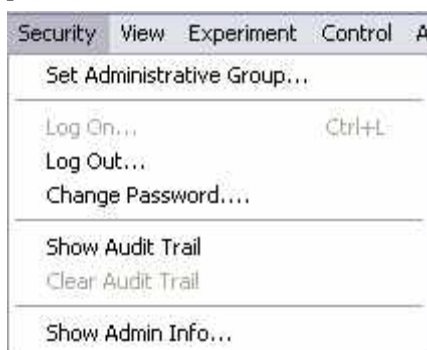 Security View Experiment Control A
Set Administrative Group...
Log On... Ctrl+L
Log Out...
Change Password....
Show Audit Trail
Clear Audit Trail
Show Admin Info...